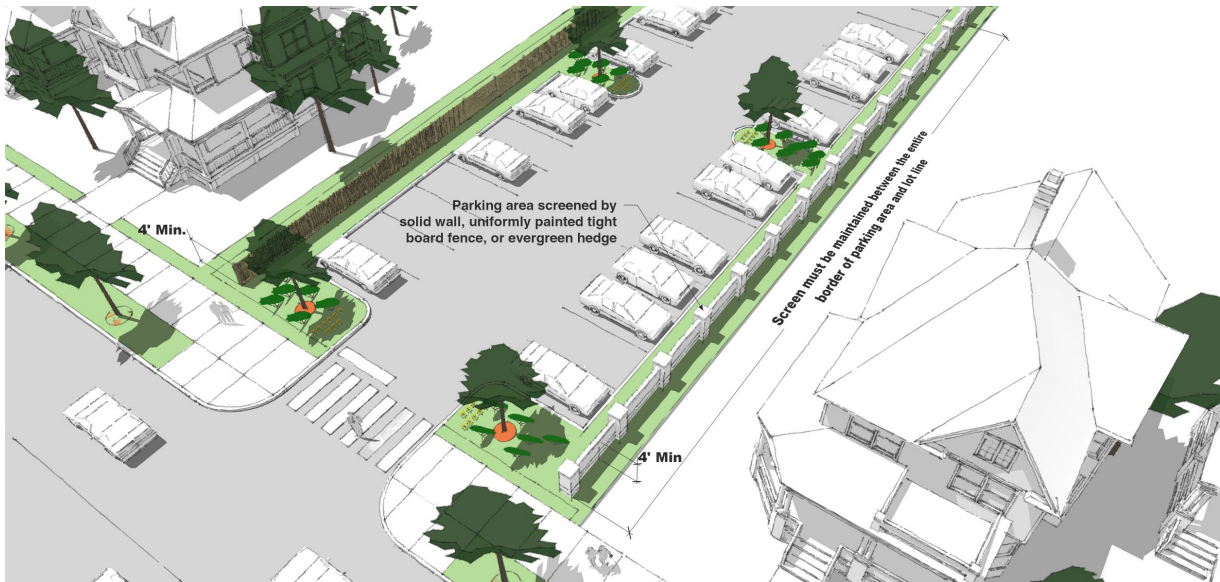 4' Min.
Parking area screened by
solid wall, uniformly painted tight
board fence, or evergreen hedge
Screen must be maintained between the entire
border of parking area and lot line
4' Min